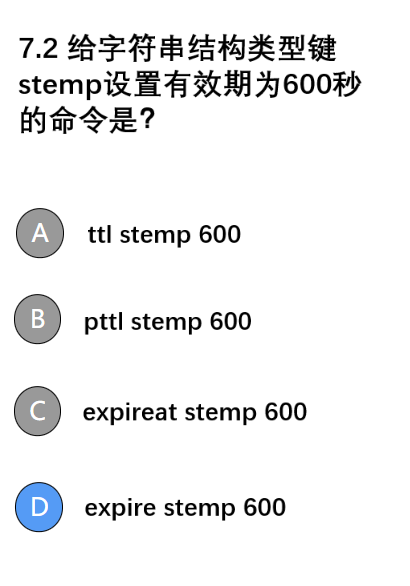 7.2 给字符串结构类型键
stemp设置有效期为600秒
的命令是?
A ttl stemp 600
B pttl stemp 600
C expireat stemp 600
D expire stemp 600